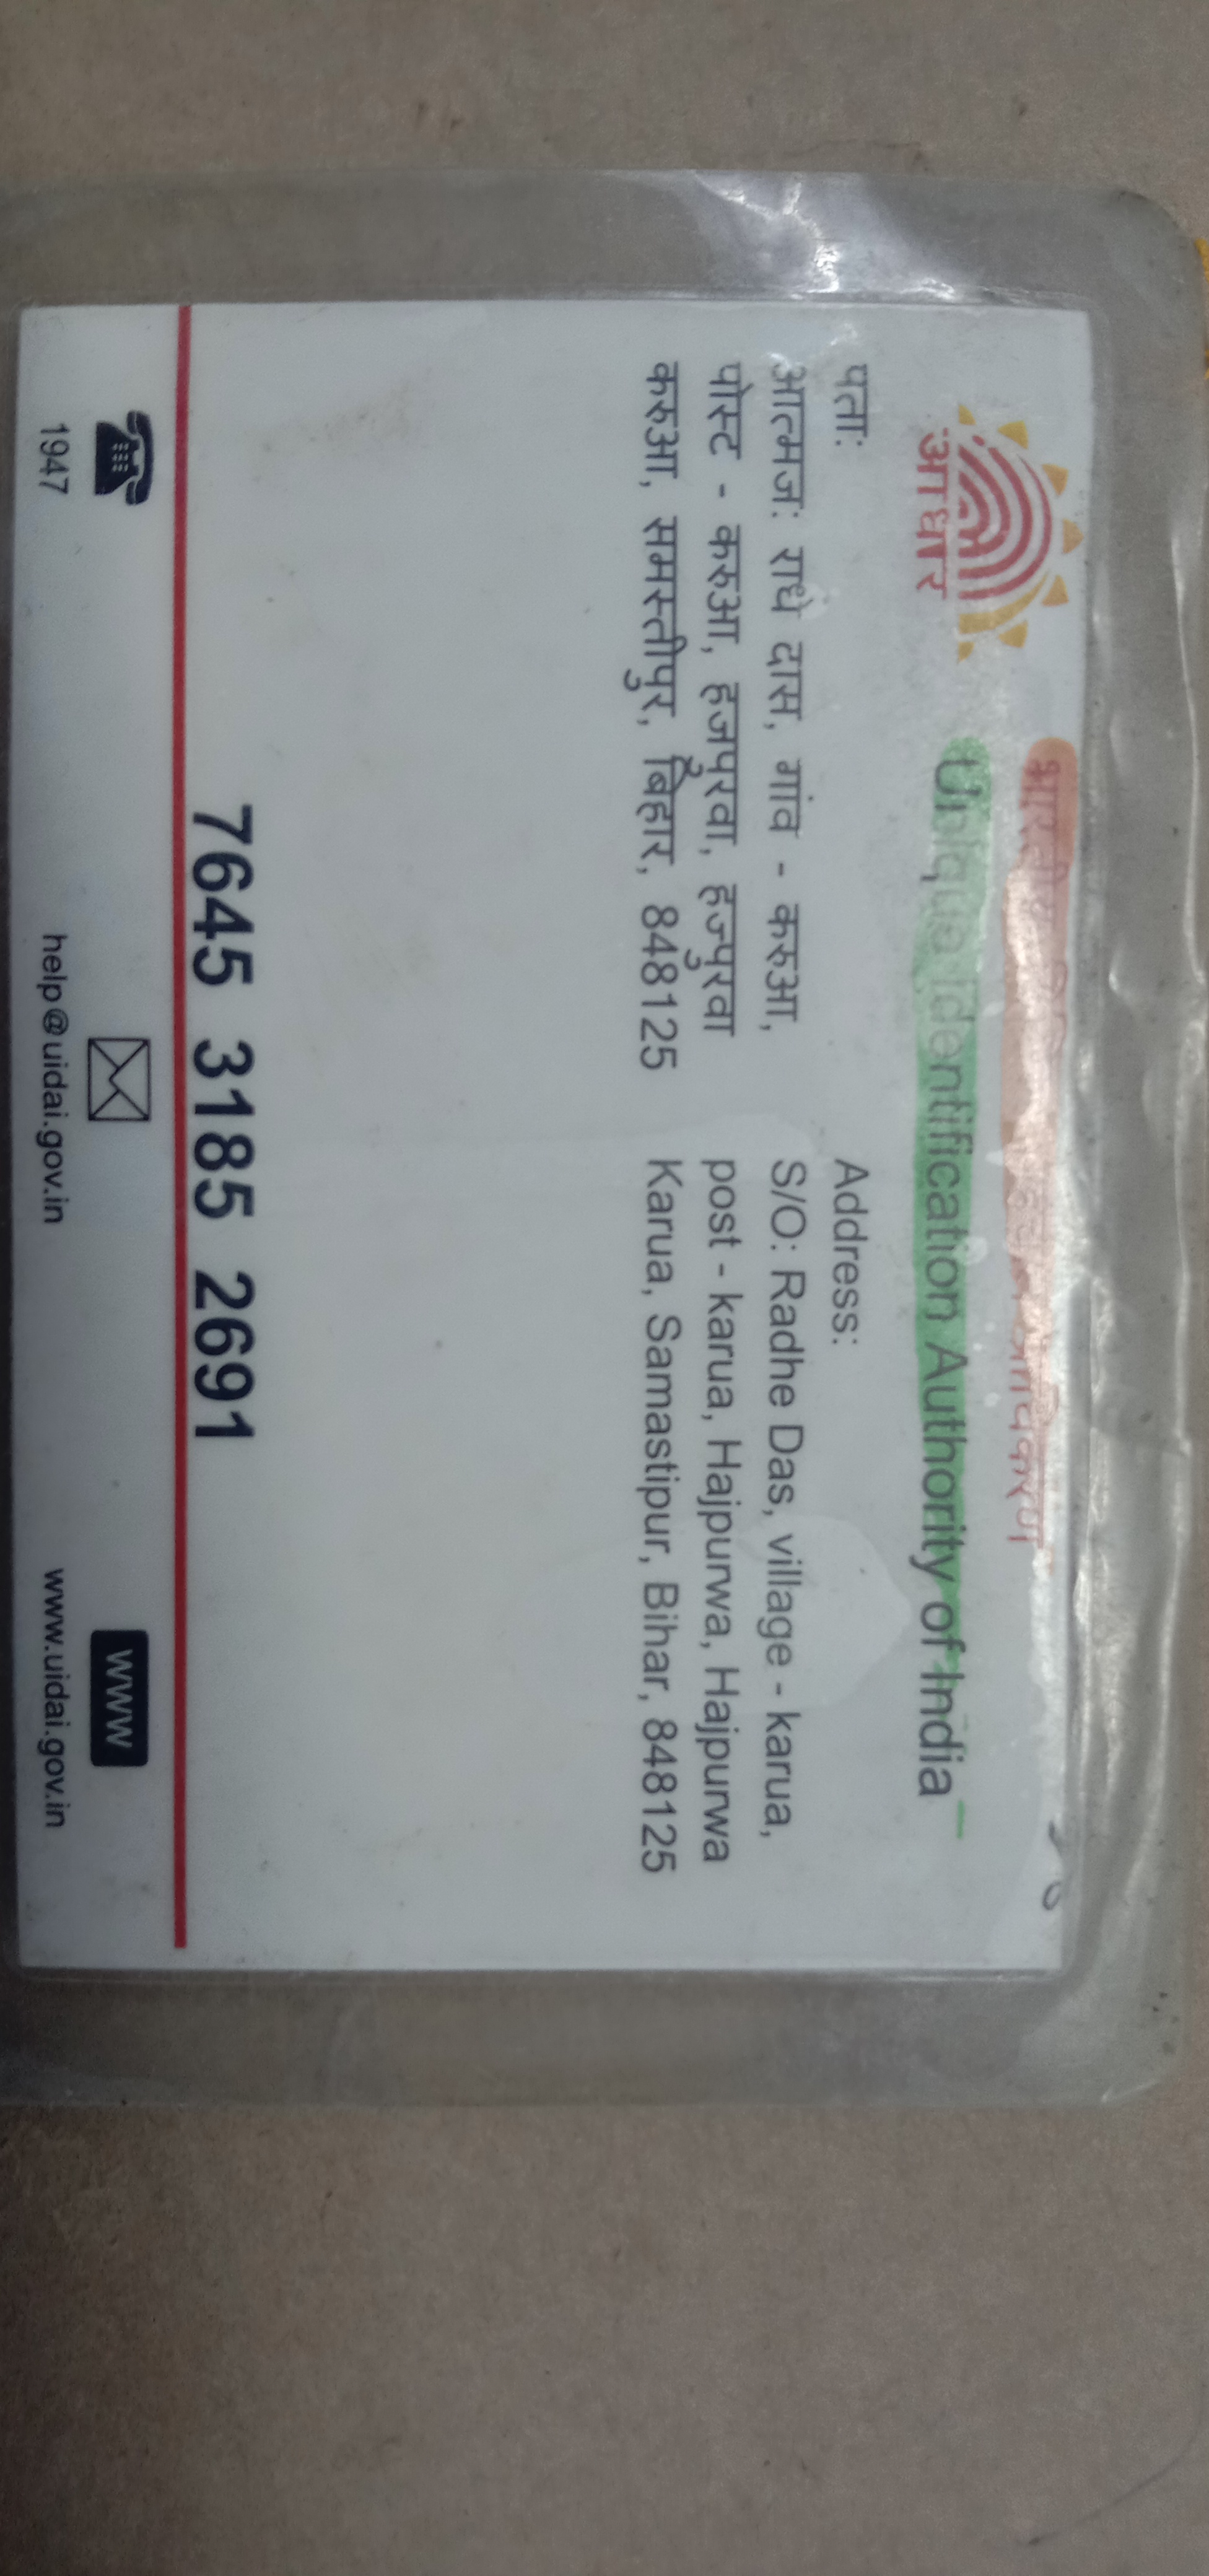 आधार
Unique Identification Authority of India
पता:
आत्मज: राधे दास, गांव - करुआ,
पोस्ट - करुआ, हजपुरवा, हज्पुरवा
करुआ, समस्तीपुर, बिहार, 848125
Address:
S/O: Radhe Das, village - karua,
post - karua, Hajpurwa, Hajpurwa
Karua, Samastipur, Bihar, 848125
7645 3185 2691
1947
help@uidai.gov.in
www
www.uidai.gov.in